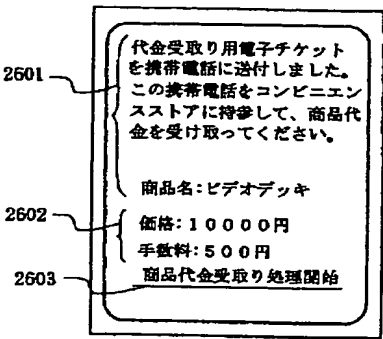 代金受取り用電子チケット
を携帯電話に送付しました。
2601
この携帯電話をコンビニエン
スストアに持参して、商品代
金を受け取ってください。
商品名:ビデオデッキ
2602
価格:10000円
手数料:500円
2603
商品代金受取り処理開始